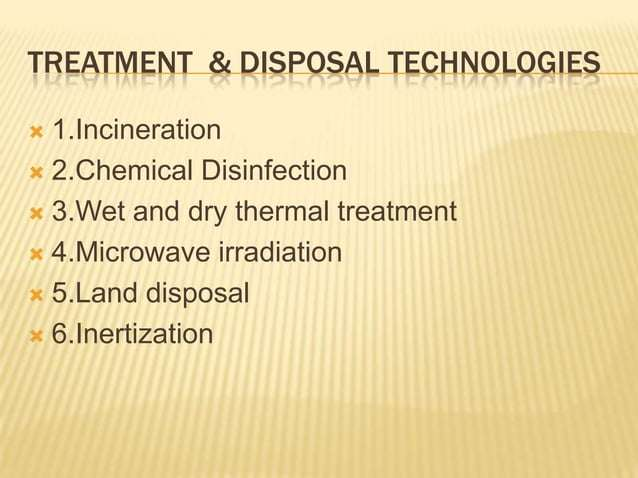 TREATMENT & DISPOSAL TECHNOLOGIES
1.Incineration
2.Chemical Disinfection
3.Wet and dry thermal treatment
4.Microwave irradiation
5.Land disposal
6.Inertization